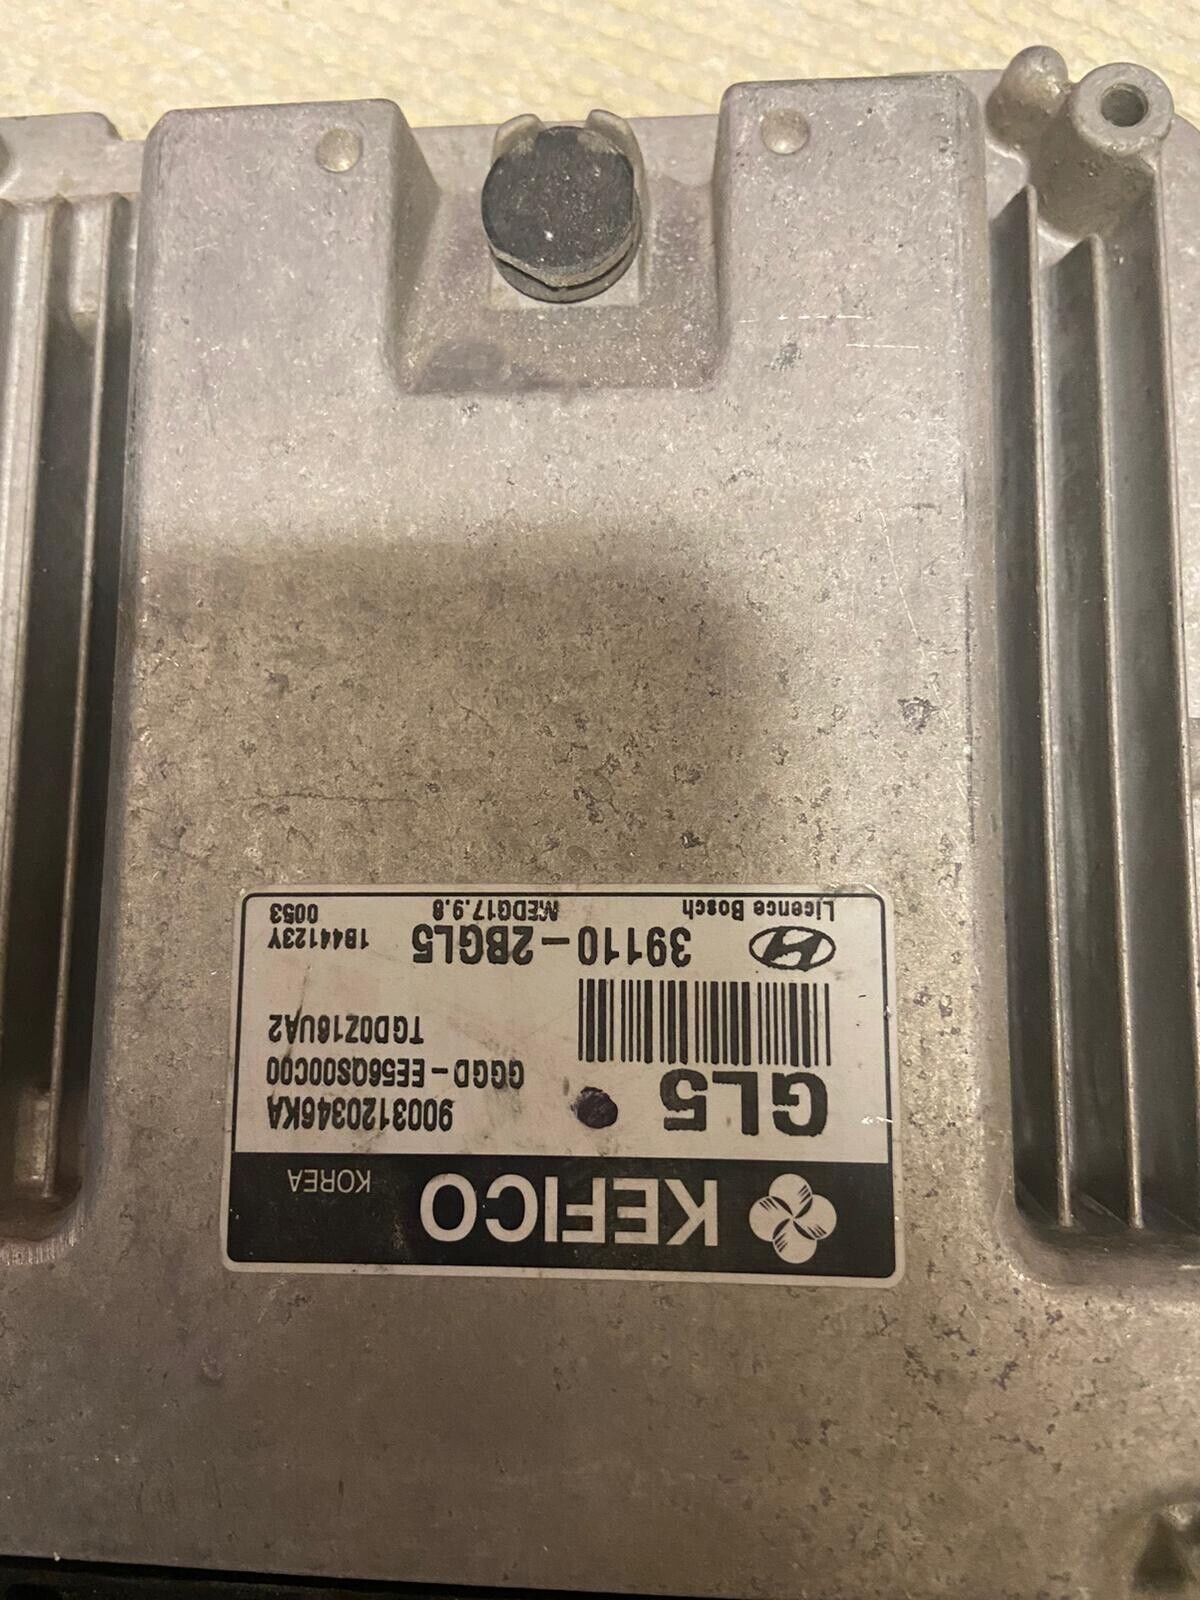 KEFICO KOREA
GL5 9003120346KA
GGGD-EE56QS00C00
TGD0Z16UA2
39110-2BGL5 1B44123Y
Licence Bosch MEDG17.9.8 0053